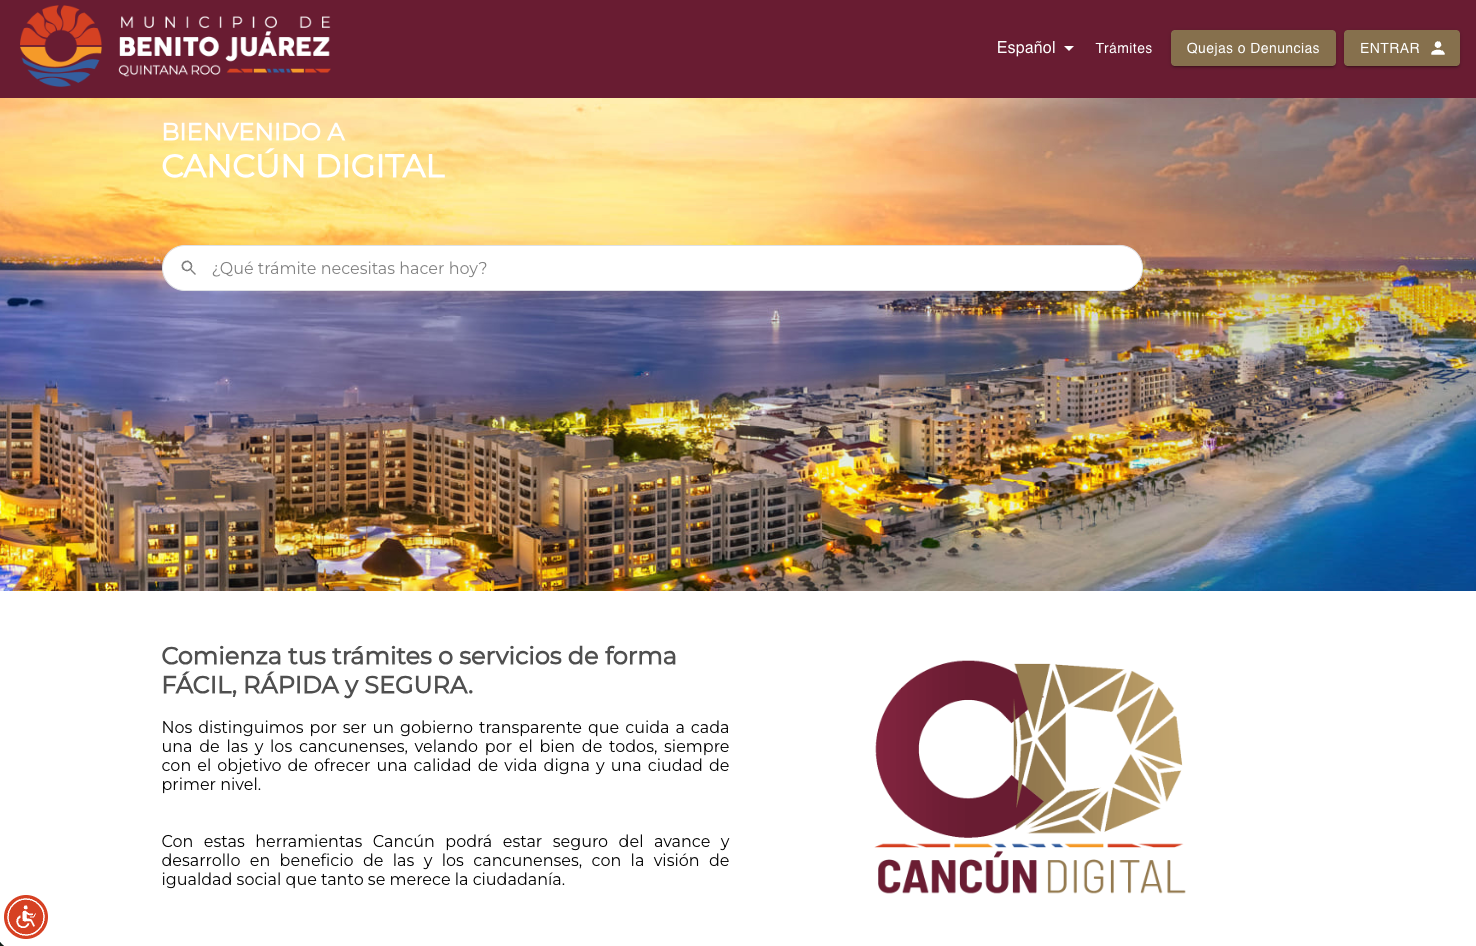 MUNICIPIO DE
BENITO JUÁREZ
QUINTANA ROO
Español
Trámites
Quejas o Denuncias
ENTRAR
BIENVENIDO A
CANCÚN DIGITAL
¿Qué trámite necesitas hacer hoy?
Comienza tus trámites o servicios de forma
FÁCIL, RÁPIDA y SEGURA.
Nos distinguimos por ser un gobierno transparente que cuida a cada
una de las y los cancunenses, velando por el bien de todos, siempre
con el objetivo de ofrecer una calidad de vida digna y una ciudad de
primer nivel.
Con estas herramientas Cancún podrá estar seguro del avance y
desarrollo en beneficio de las y los cancunenses, con la visión de
igualdad social que tanto se merece la ciudadanía.
CD
CANCÚN DIGITAL